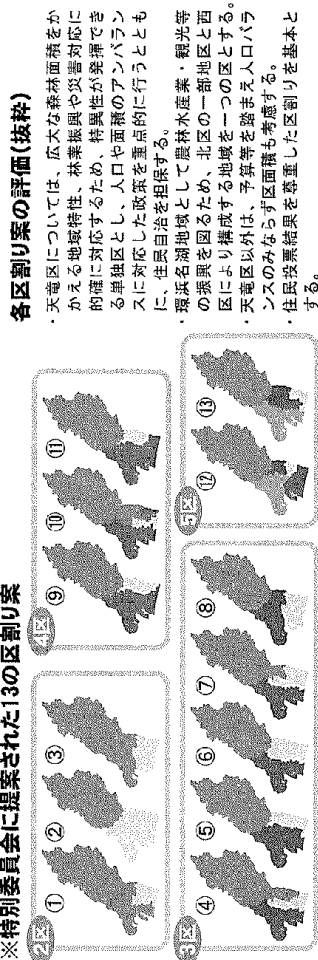 ※特別委員会に提案された13の区割り案
2区
①
②
③
4区
⑨
⑩
⑪
3区
④
⑤
⑥
⑦
⑧
5区
⑫
⑬
各区割り案の評価(抜粋)
・天竜区については、広大な森林面積をか
かえる地域特性、林業振興や災害対応に
的確に対応するため、特異性が発揮でき
る単独区とし、人口や面積のアンバラン
スに対応した政策を重点的に行うととも
に、住民自治を担保する。
・環浜名湖地域として農林水産業・観光等
の振興を図るため、北区の一部地区と西
区により構成する地域を一つの区とする。
・天竜区以外は、予算等を踏まえ人口バラ
ンスのみならず区面積も考慮する。
・住民投票結果を尊重した区割りを基本と
する。